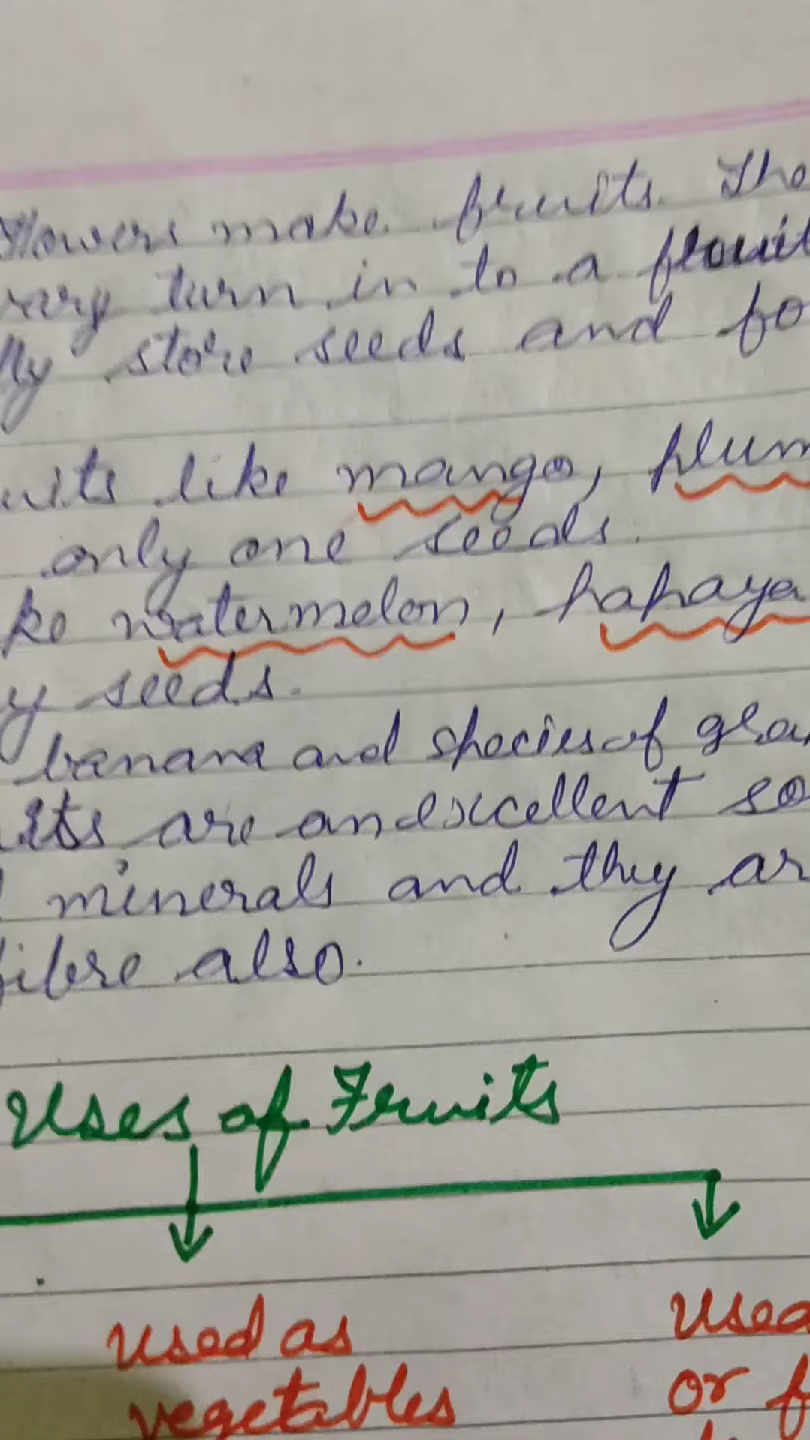 flowers make fruits. The
vary turn in to a fruit
lly store seeds and fo
uits like mango, plum
only one seeds.
ke watermelon, papaya
y seeds.
banana and species of gra
its are an excellent so
d minerals and they ar
fibre also.
Uses of Fruits
used as
vegetables
used
or f